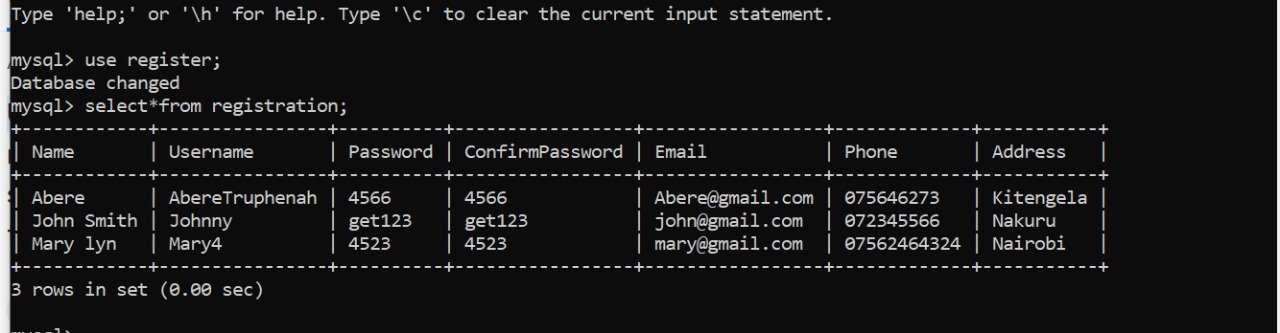 Type 'help;' or '\h' for help. Type '\c' to clear the current input statement.
mysql> use register;
Database changed
mysql> select*from registration;
+------------+----------------+----------+-----------------+-----------------+------------+-----------+
| Name | Username | Password | ConfirmPassword | Email | Phone | Address |
+------------+----------------+----------+-----------------+-----------------+------------+-----------+
| Abere | AbereTruphenah | 4566 | 4566 | Abere@gmail.com | 075646273 | Kitengela |
| John Smith | Johnny | get123 | get123 | john@gmail.com | 072345566 | Nakuru |
| Mary lyn | Mary4 | 4523 | 4523 | mary@gmail.com | 07562464324 | Nairobi |
+------------+----------------+----------+-----------------+-----------------+------------+-----------+
3 rows in set (0.00 sec)
mysql>